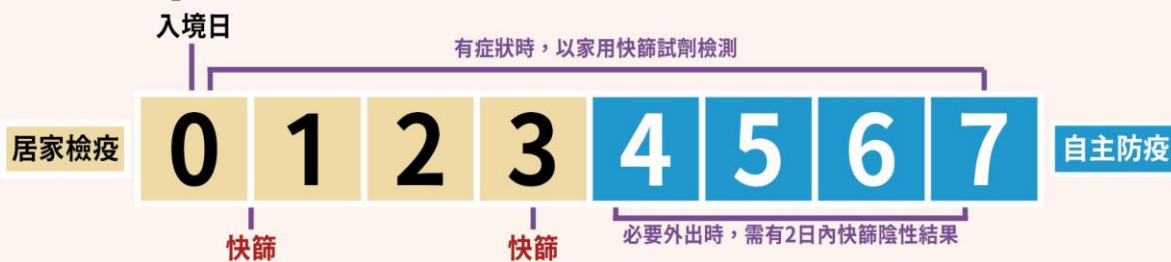 入境日
有症狀時，以家用快篩試劑檢測
居家檢疫 0 1 2 3 4 5 6 7 自主防疫
快篩 快篩 必要外出時，需有2日內快篩陰性結果